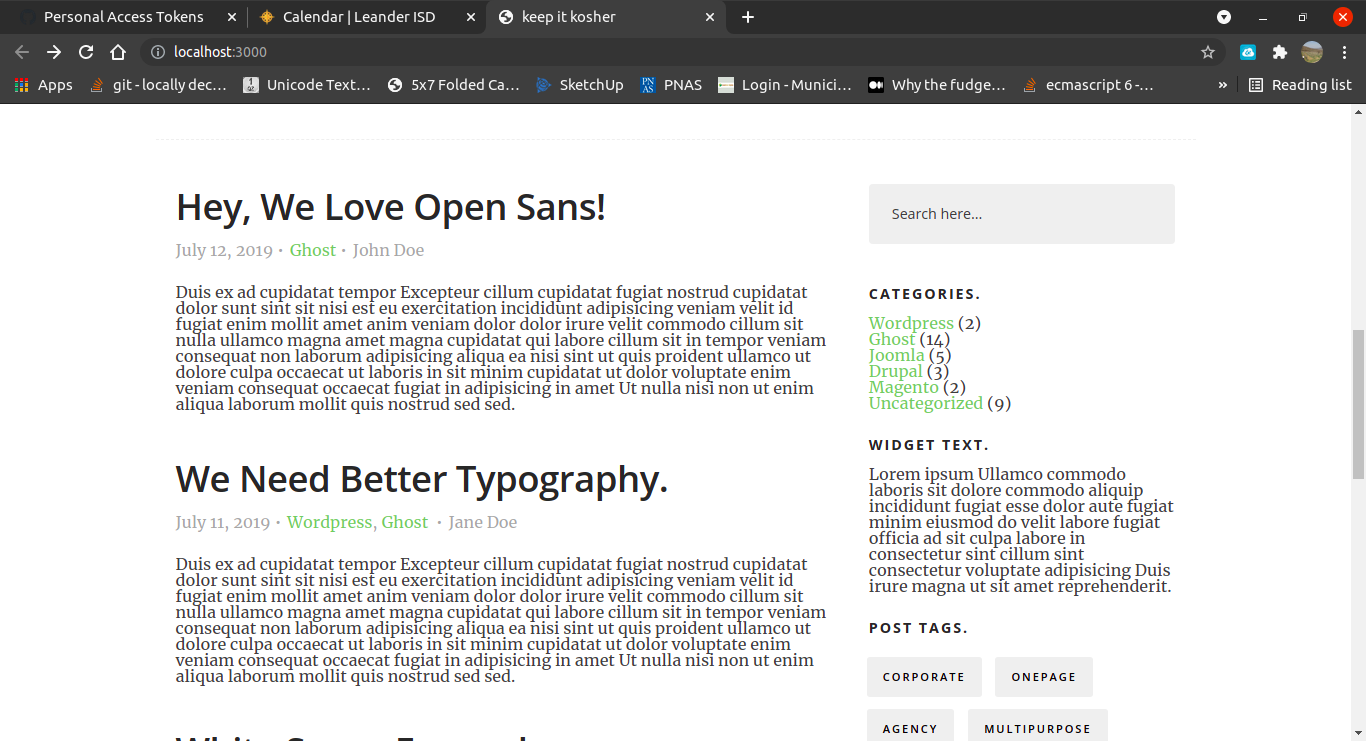 Personal Access Tokens
Calendar | Leander ISD
keep it kosher
localhost:3000
Apps
git - locally dec…
Unicode Text…
5x7 Folded Ca…
SketchUp
PNAS
Login - Munici…
Why the fudge…
ecmascript 6 -…
»
Reading list
Hey, We Love Open Sans!
July 12, 2019 • Ghost • John Doe
Duis ex ad cupidatat tempor Excepteur cillum cupidatat fugiat nostrud cupidatat
dolor sunt sint sit nisi est eu exercitation incididunt adipisicing veniam velit id
fugiat enim mollit amet anim veniam dolor dolor irure velit commodo cillum sit
nulla ullamco magna amet magna cupidatat qui labore cillum sit in tempor veniam
consequat non laborum adipisicing aliqua ea nisi sint ut quis proident ullamco ut
dolore culpa occaecat ut laboris in sit minim cupidatat ut dolor voluptate enim
veniam consequat occaecat fugiat in adipisicing in amet Ut nulla nisi non ut enim
aliqua laborum mollit quis nostrud sed sed.
We Need Better Typography.
July 11, 2019 • Wordpress, Ghost • Jane Doe
Duis ex ad cupidatat tempor Excepteur cillum cupidatat fugiat nostrud cupidatat
dolor sunt sint sit nisi est eu exercitation incididunt adipisicing veniam velit id
fugiat enim mollit amet anim veniam dolor dolor irure velit commodo cillum sit
nulla ullamco magna amet magna cupidatat qui labore cillum sit in tempor veniam
consequat non laborum adipisicing aliqua ea nisi sint ut quis proident ullamco ut
dolore culpa occaecat ut laboris in sit minim cupidatat ut dolor voluptate enim
veniam consequat occaecat fugiat in adipisicing in amet Ut nulla nisi non ut enim
aliqua laborum mollit quis nostrud sed sed.
Search here...
CATEGORIES.
Wordpress (2)
Ghost (14)
Joomla (5)
Drupal (3)
Magento (2)
Uncategorized (9)
WIDGET TEXT.
Lorem ipsum Ullamco commodo
laboris sit dolore commodo aliquip
incididunt fugiat esse dolor aute fugiat
minim eiusmod do velit labore fugiat
officia ad sit culpa labore in
consectetur sint cillum sint
consectetur voluptate adipisicing Duis
irure magna ut sit amet reprehenderit.
POST TAGS.
CORPORATE
ONEPAGE
AGENCY
MULTIPURPOSE